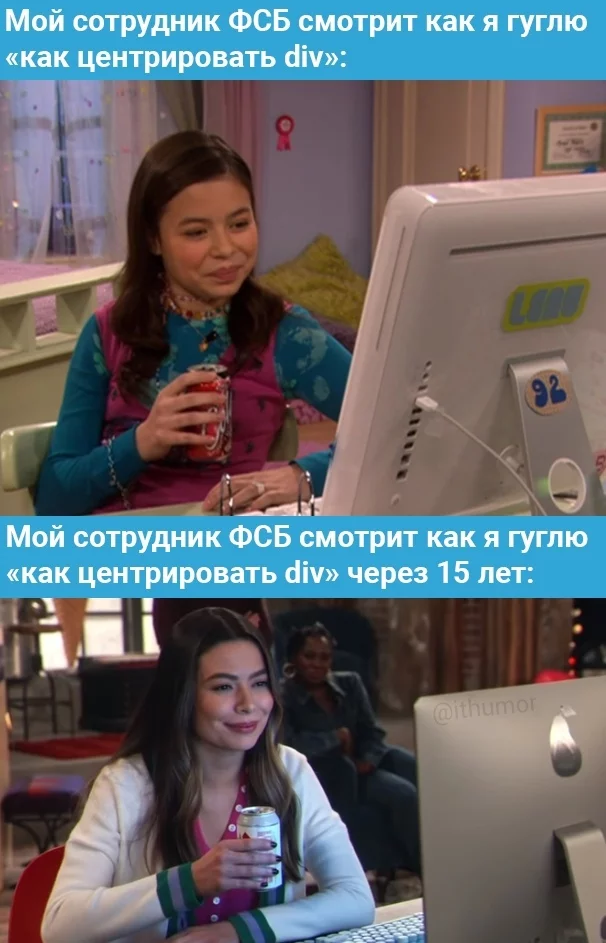 Мой сотрудник ФСБ смотрит как я гуглю
«как центрировать div»:
92
Мой сотрудник ФСБ смотрит как я гуглю
«как центрировать div» через 15 лет:
@ithumor